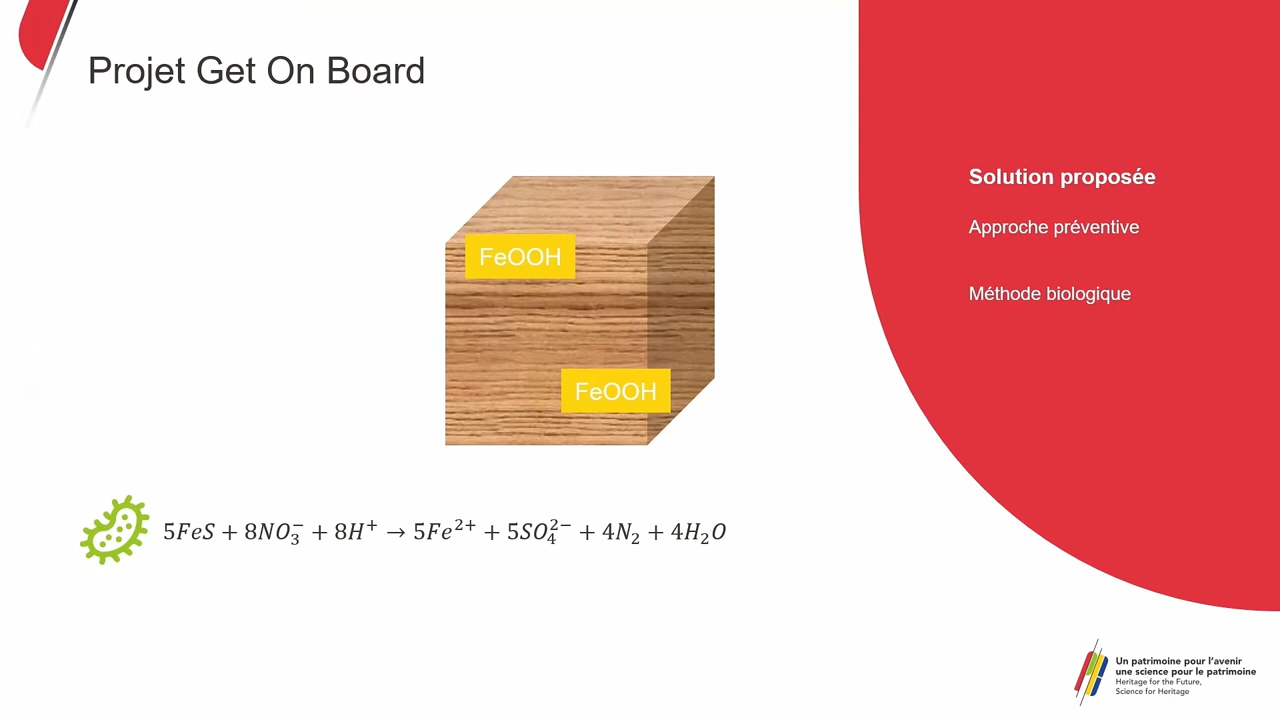 Projet Get On Board
Solution proposée
Approche préventive
Méthode biologique
FeOOH
FeOOH
5FeS + 8NO₃⁻ + 8H⁺ → 5Fe²⁺ + 5SO₄²⁻ + 4N₂ + 4H₂O
Un patrimoine pour l'avenir
une science pour le patrimoine
Heritage for the Future,
Science for Heritage